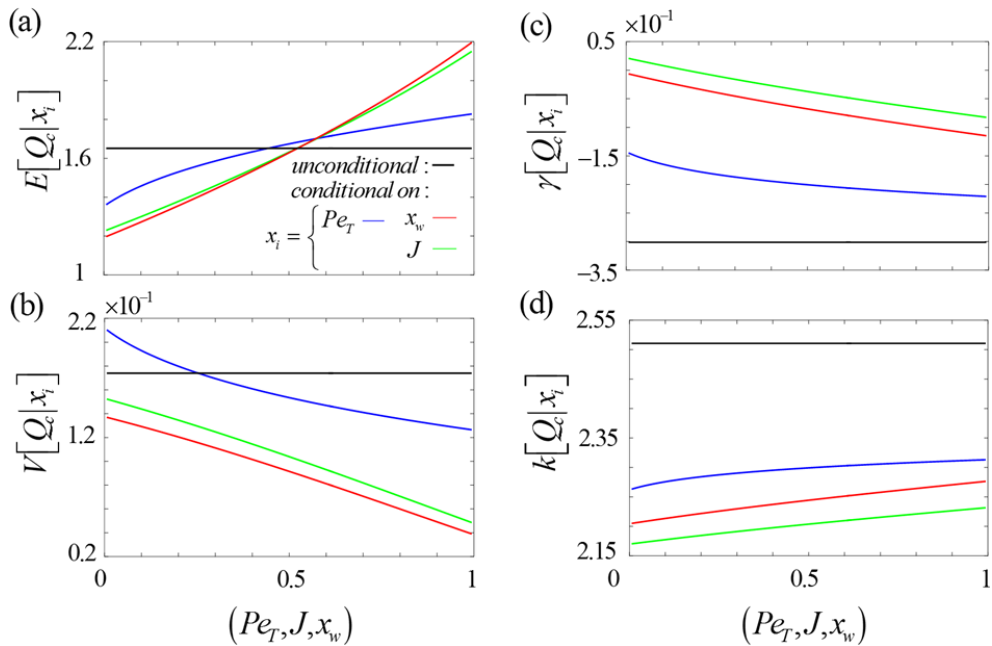 (a)
2.2
1.6
1
E[Q_c|x_i]
unconditional :
conditional on :
x_i = { Pe_T x_w
J
(b)
×10⁻¹
2.2
1.2
0.2
V[Q_c|x_i]
0 0.5 1
(Pe_T, J, x_w)
(c)
×10⁻¹
0.5
−1.5
−3.5
γ[Q_c|x_i]
(d)
2.55
2.35
2.15
k[Q_c|x_i]
0 0.5 1
(Pe_T, J, x_w)